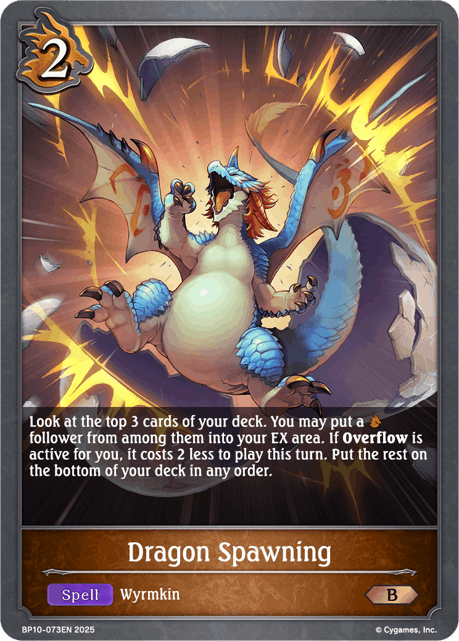 2
Look at the top 3 cards of your deck. You may put a
follower from among them into your EX area. If Overflow is
active for you, it costs 2 less to play this turn. Put the rest on
the bottom of your deck in any order.
Dragon Spawning
Spell Wyrmkin B
BP10-073EN 2025 © Cygames, Inc.